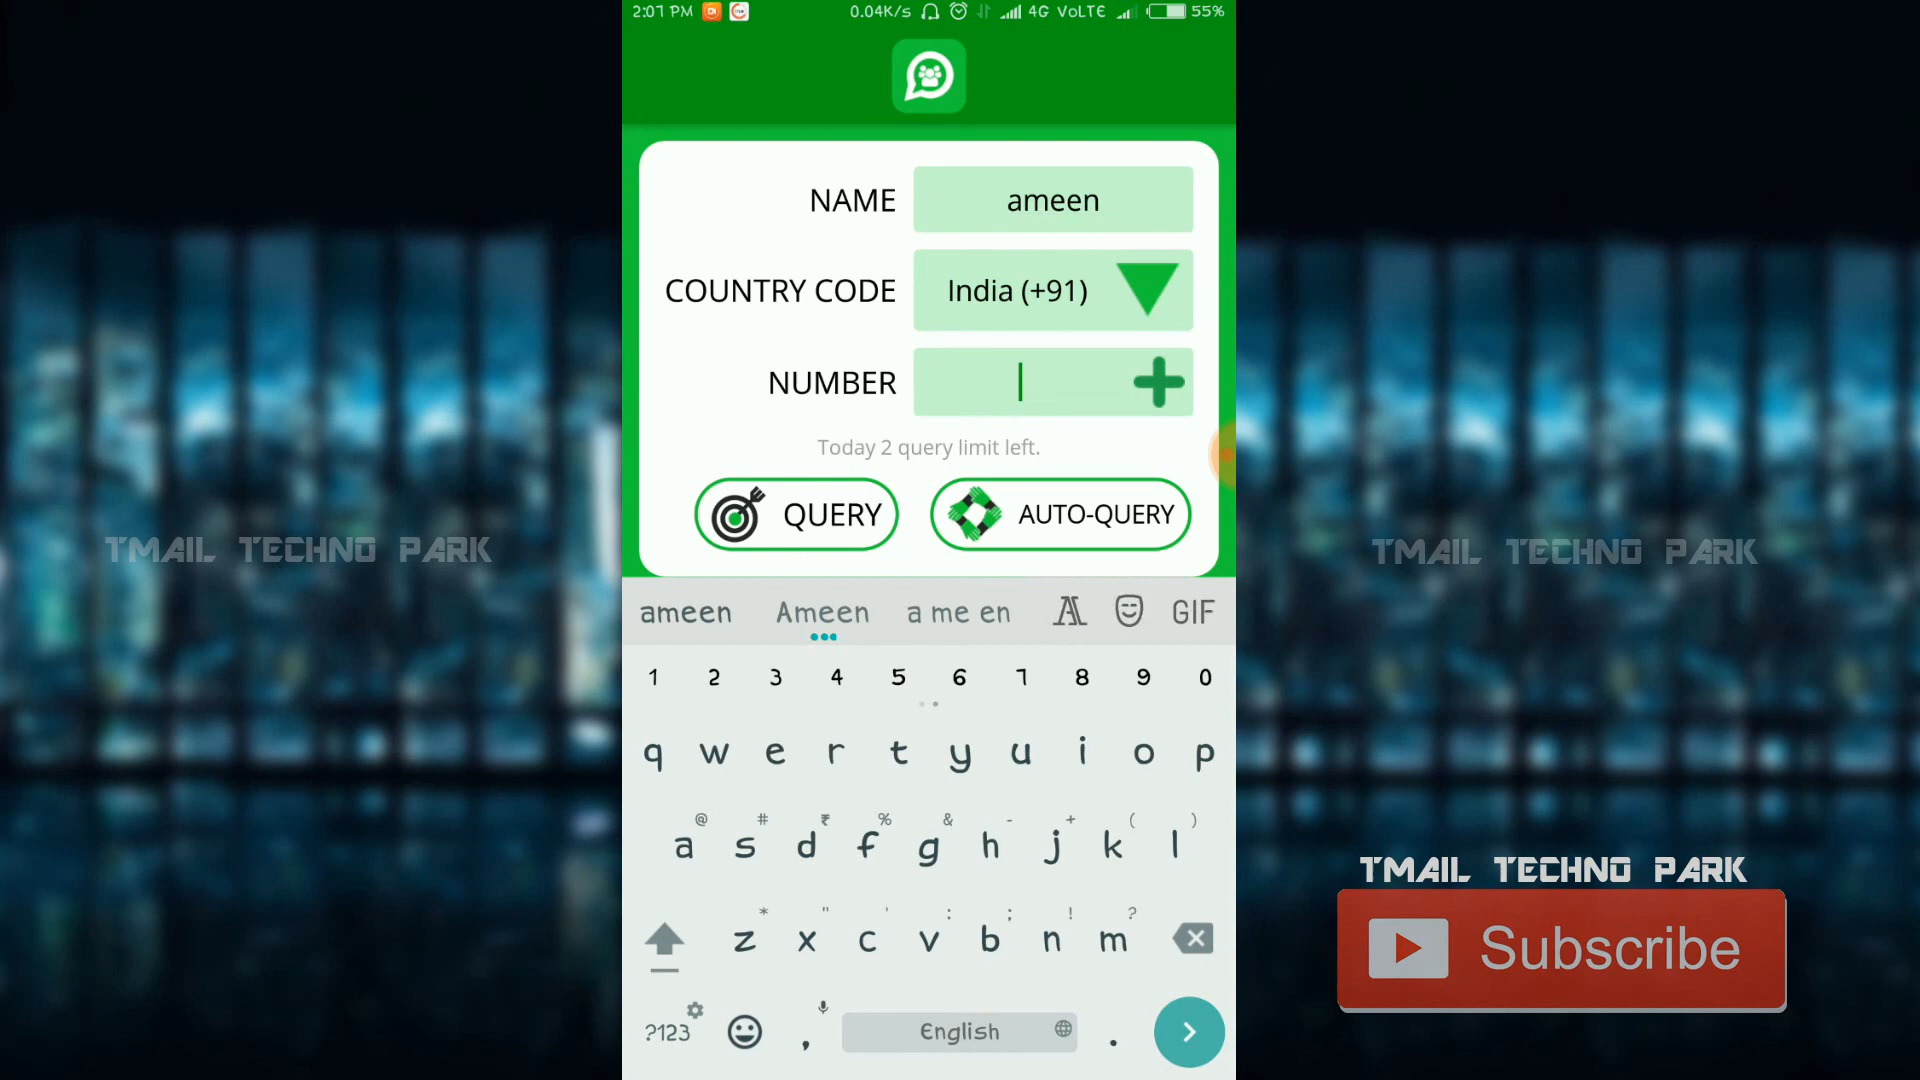 2:07 PM 0.04K/s 4G VoLTE 55%
NAME ameen
COUNTRY CODE India (+91)
NUMBER
Today 2 query limit left.
QUERY AUTO-QUERY
TMAIL TECHNO PARK TMAIL TECHNO PARK
ameen Ameen a me en GIF
1 2 3 4 5 6 7 8 9 0
q w e r t y u i o p
@ # ₹ % & - + ( )
a s d f g h j k l
* " ' : ; ! ?
z x c v b n m
?123 , English .
TMAIL TECHNO PARK
Subscribe